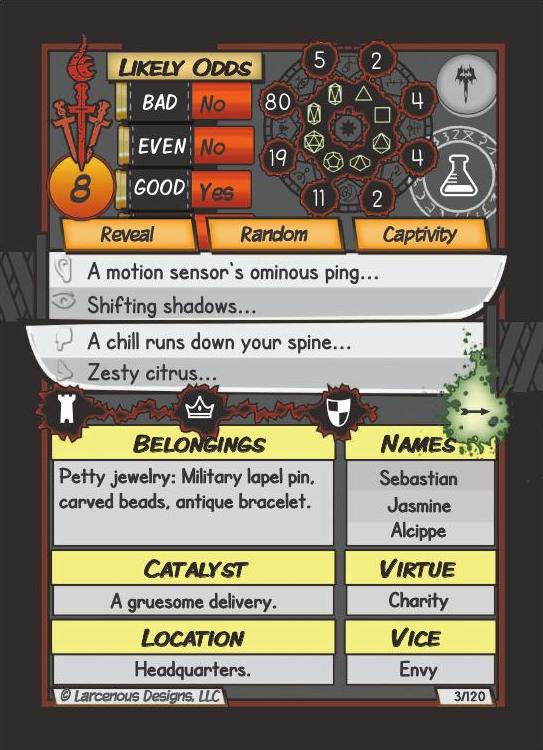 LIKELY ODDS
BAD No
EVEN No
GOOD Yes
8
5
2
80
4
19
4
11
2
Reveal
Random
Captivity
A motion sensor's ominous ping...
Shifting shadows...
A chill runs down your spine...
Zesty citrus...
BELONGINGS
Petty jewelry: Military lapel pin,
carved beads, antique bracelet.
NAMES
Sebastian
Jasmine
Alcippe
CATALYST
A gruesome delivery.
VIRTUE
Charity
LOCATION
Headquarters.
VICE
Envy
© Larcenous Designs, LLC
3/120